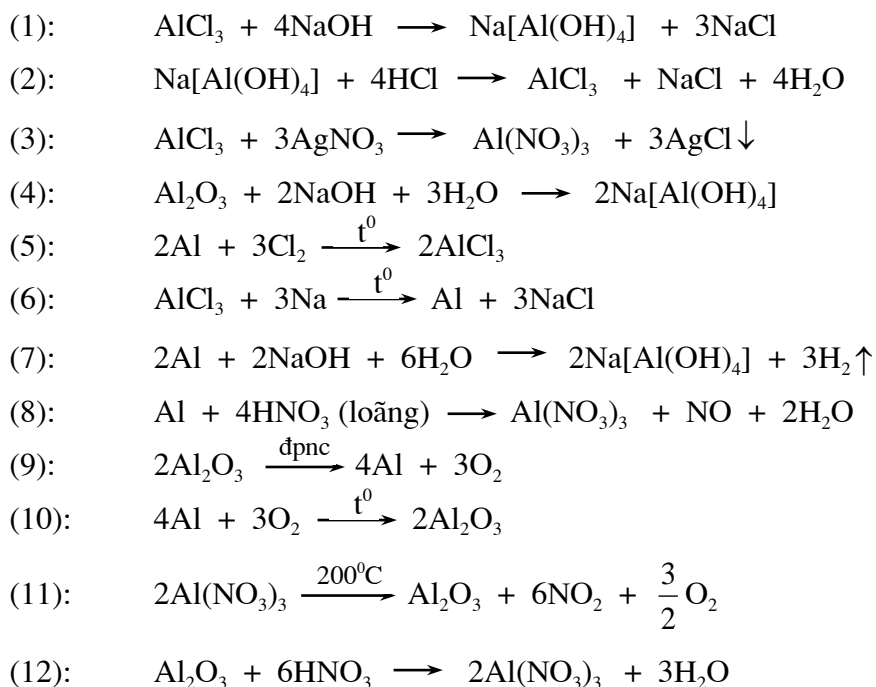 (1): AlCl₃ + 4NaOH ⟶ Na[Al(OH)₄] + 3NaCl
(2): Na[Al(OH)₄] + 4HCl ⟶ AlCl₃ + NaCl + 4H₂O
(3): AlCl₃ + 3AgNO₃ ⟶ Al(NO₃)₃ + 3AgCl↓
(4): Al₂O₃ + 2NaOH + 3H₂O ⟶ 2Na[Al(OH)₄]
(5): 2Al + 3Cl₂ —t⁰→ 2AlCl₃
(6): AlCl₃ + 3Na —t⁰→ Al + 3NaCl
(7): 2Al + 2NaOH + 6H₂O ⟶ 2Na[Al(OH)₄] + 3H₂↑
(8): Al + 4HNO₃ (loãng) ⟶ Al(NO₃)₃ + NO + 2H₂O
(9): 2Al₂O₃ —đpnc→ 4Al + 3O₂
(10): 4Al + 3O₂ —t⁰→ 2Al₂O₃
(11): 2Al(NO₃)₃ —200⁰C→ Al₂O₃ + 6NO₂ + 3/2 O₂
(12): Al₂O₃ + 6HNO₃ ⟶ 2Al(NO₃)₃ + 3H₂O